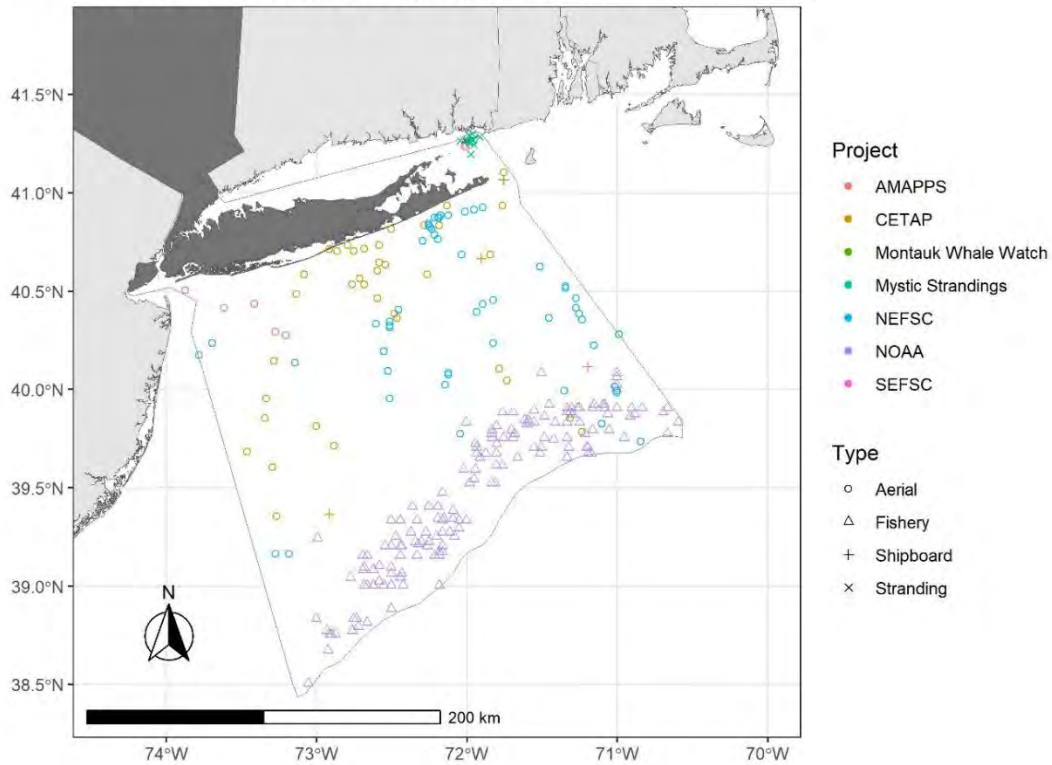 41.5°N
41.0°N
40.5°N
40.0°N
39.5°N
39.0°N
38.5°N
N
200 km
74°W
73°W
72°W
71°W
70°W
Project
AMAPPS
CETAP
Montauk Whale Watch
Mystic Strandings
NEFSC
NOAA
SEFSC
Type
Aerial
Fishery
Shipboard
Stranding